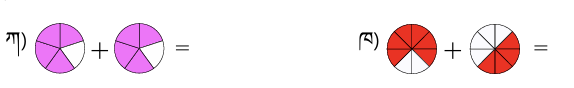 ཀ) + =
ཁ) + =